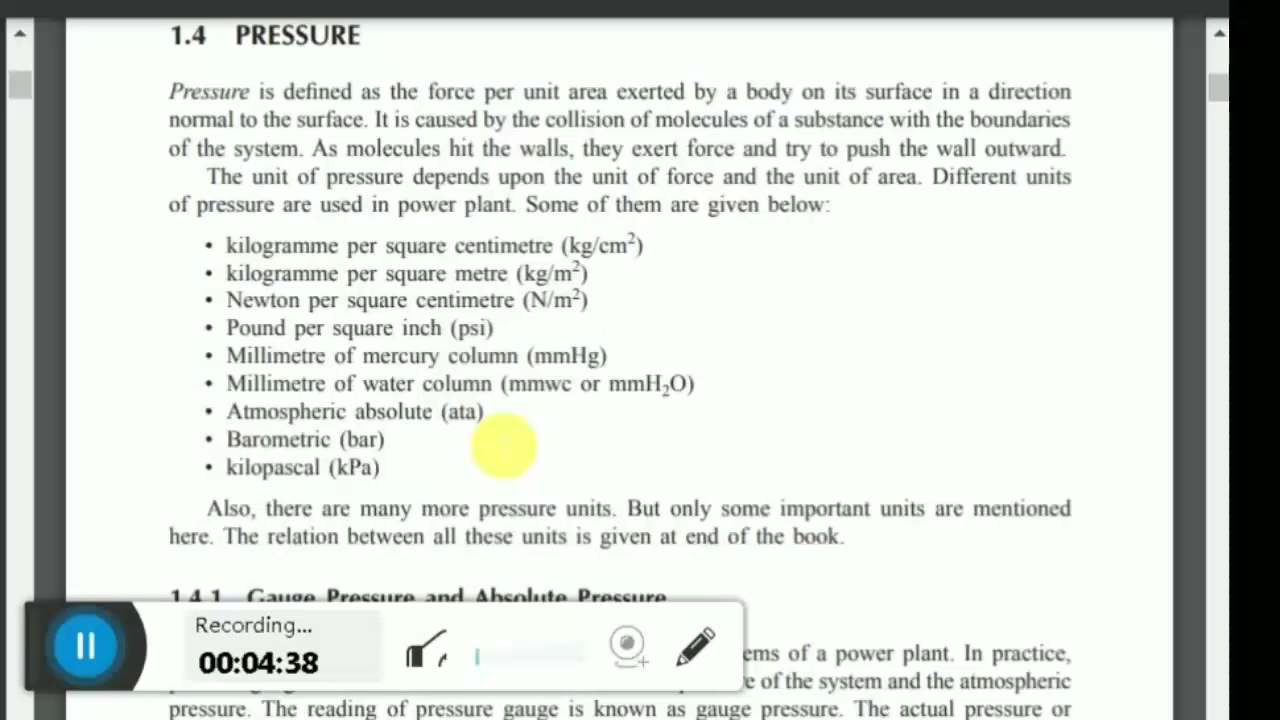 1.4 PRESSURE
Pressure is defined as the force per unit area exerted by a body on its surface in a direction
normal to the surface. It is caused by the collision of molecules of a substance with the boundaries
of the system. As molecules hit the walls, they exert force and try to push the wall outward.
The unit of pressure depends upon the unit of force and the unit of area. Different units
of pressure are used in power plant. Some of them are given below:
• kilogramme per square centimetre (kg/cm²)
• kilogramme per square metre (kg/m²)
• Newton per square centimetre (N/m²)
• Pound per square inch (psi)
• Millimetre of mercury column (mmHg)
• Millimetre of water column (mmwc or mmH₂O)
• Atmospheric absolute (ata)
• Barometric (bar)
• kilopascal (kPa)
Also, there are many more pressure units. But only some important units are mentioned
here. The relation between all these units is given at end of the book.
1.4.1 Gauge Pressure and Absolute Pressure
Recording...
00:04:38
of a power plant. In practice,
of the system and the atmospheric
pressure. The reading of pressure gauge is known as gauge pressure. The actual pressure or